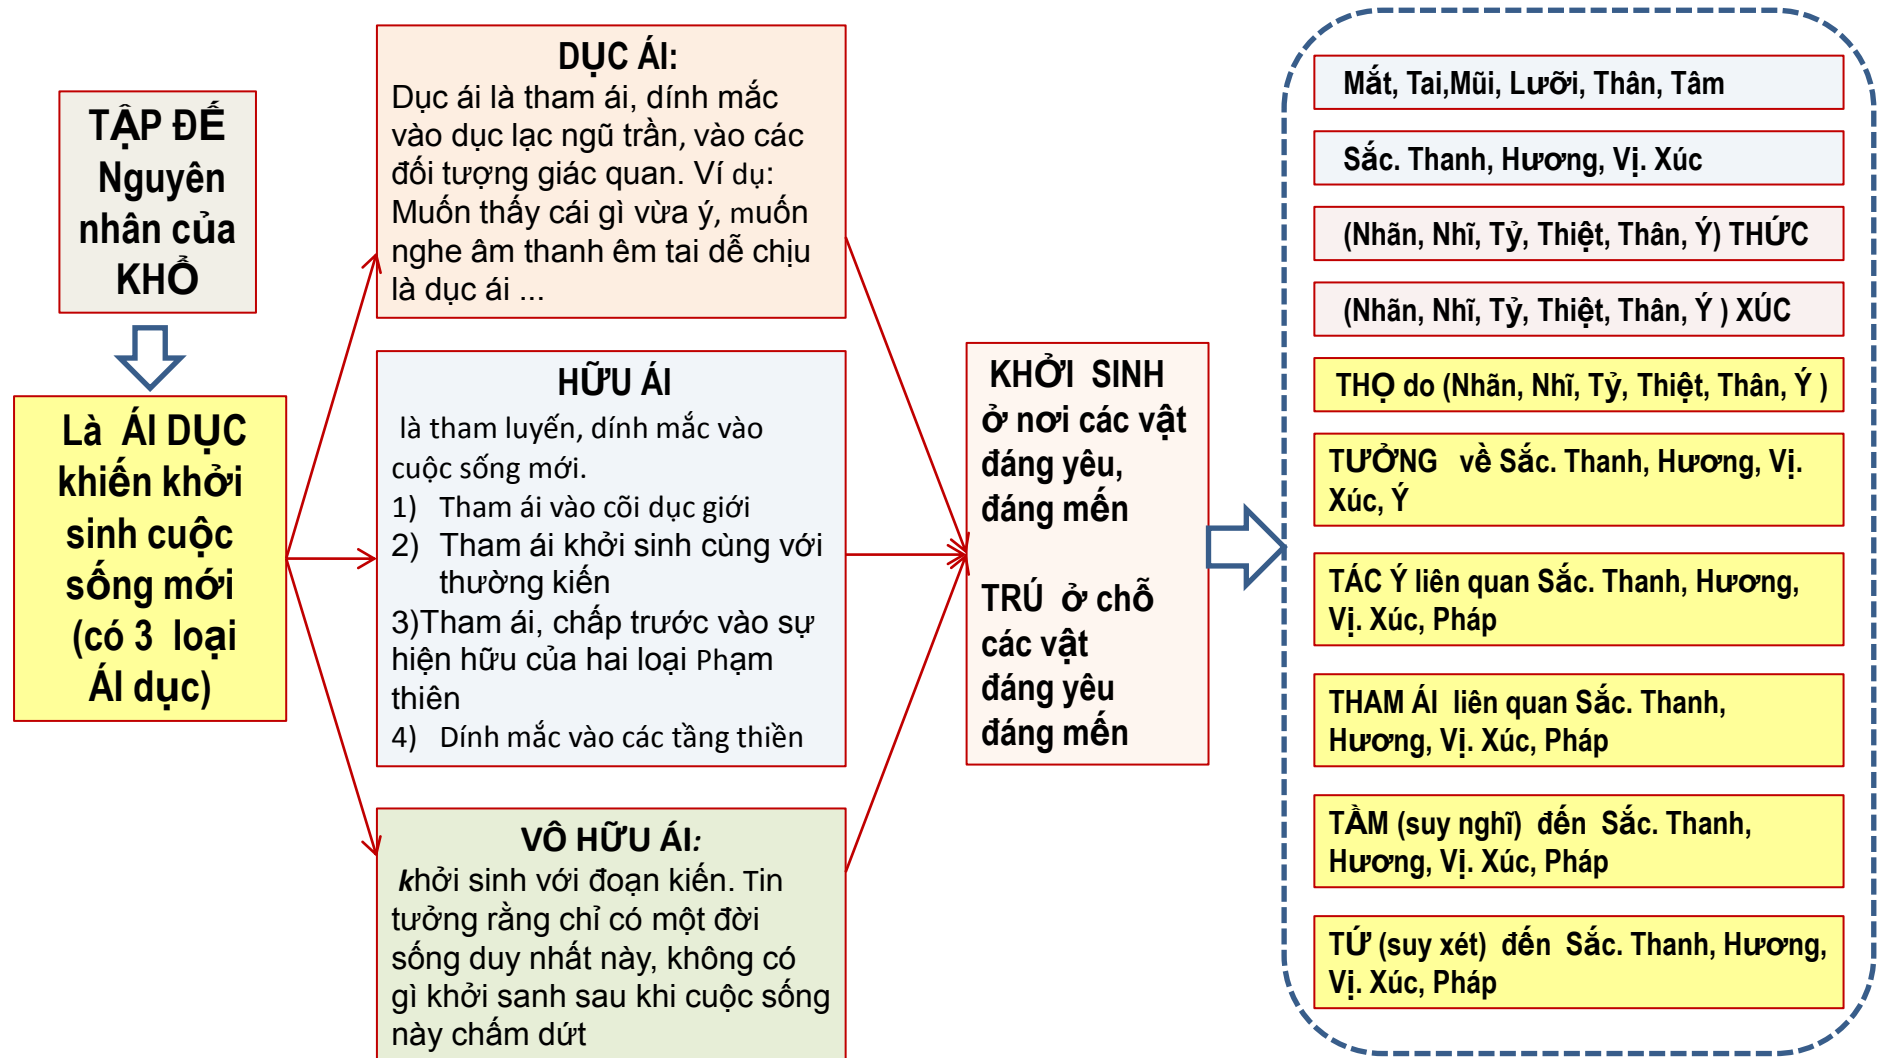 TẬP ĐẾ
Nguyên
nhân của
KHỔ
Là ÁI DỤC
khiến khởi
sinh cuộc
sống mới
(có 3 loại
ÁI dục)
DỤC ÁI:
Dục ái là tham ái, dính mắc
vào dục lạc ngũ trần, vào các
đối tượng giác quan. Ví dụ:
Muốn thấy cái gì vừa ý, muốn
nghe âm thanh êm tai dễ chịu
là dục ái ...
HỮU ÁI
là tham luyến, dính mắc vào
cuộc sống mới.
1) Tham ái vào cõi dục giới
2) Tham ái khởi sinh cùng với
thường kiến
3)Tham ái, chấp trước vào sự
hiện hữu của hai loại Phạm
thiên
4) Dính mắc vào các tầng thiền
VÔ HỮU ÁI:
khởi sinh với đoạn kiến. Tin
tưởng rằng chỉ có một đời
sống duy nhất này, không có
gì khởi sanh sau khi cuộc sống
này chấm dứt
KHỞI SINH
ở nơi các vật
đáng yêu,
đáng mến
TRÚ ở chỗ
các vật
đáng yêu
đáng mến
Mắt, Tai,Mũi, Lưỡi, Thân, Tâm
Sắc. Thanh, Hương, Vị. Xúc
(Nhãn, Nhĩ, Tỷ, Thiệt, Thân, Ý) THỨC
(Nhãn, Nhĩ, Tỷ, Thiệt, Thân, Ý ) XÚC
THỌ do (Nhãn, Nhĩ, Tỷ, Thiệt, Thân, Ý )
TƯỞNG về Sắc. Thanh, Hương, Vị.
Xúc, Ý
TÁC Ý liên quan Sắc. Thanh, Hương,
Vị. Xúc, Pháp
THAM ÁI liên quan Sắc. Thanh,
Hương, Vị. Xúc, Pháp
TẦM (suy nghĩ) đến Sắc. Thanh,
Hương, Vị. Xúc, Pháp
TỨ (suy xét) đến Sắc. Thanh, Hương,
Vị. Xúc, Pháp